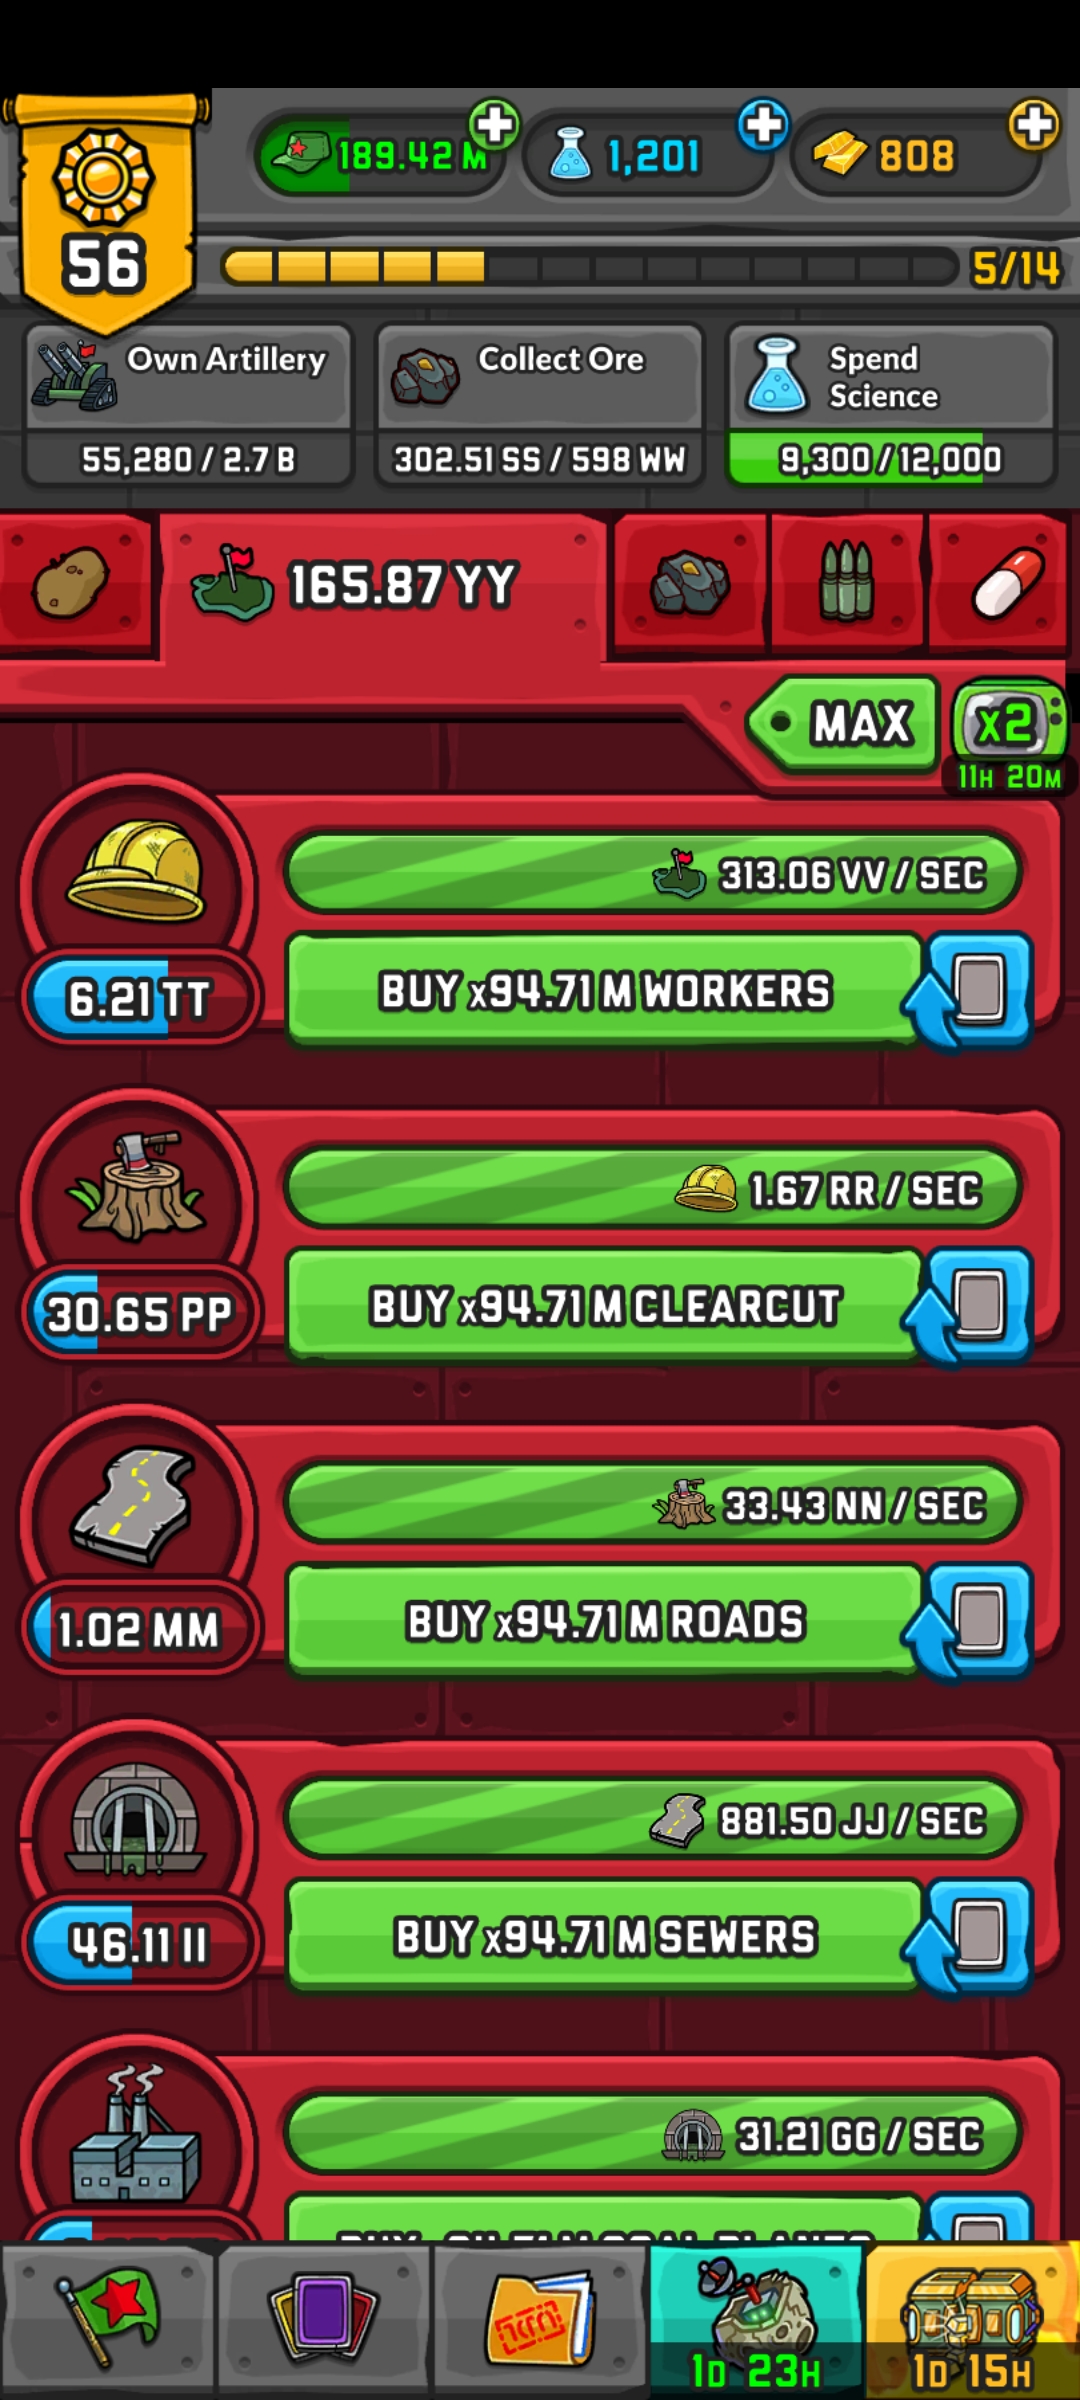 189.42 M
1,201
808
56
5/14
Own Artillery
55,280 / 2.7 B
Collect Ore
302.51 SS / 598 WW
Spend
Science
9,300 / 12,000
165.87 YY
MAX
x2
11H 20M
313.06 VV / SEC
6.21 TT
BUY x94.71 M WORKERS
1.67 RR / SEC
30.65 PP
BUY x94.71 M CLEARCUT
33.43 NN / SEC
1.02 MM
BUY x94.71 M ROADS
881.50 JJ / SEC
46.11 II
BUY x94.71 M SEWERS
31.21 GG / SEC
1D 23H
1D 15H